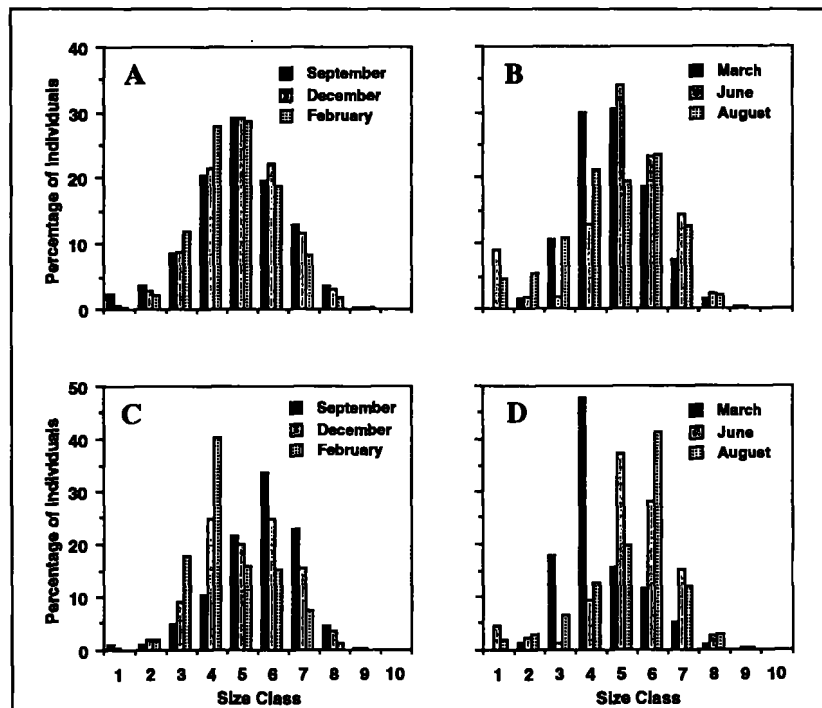 A
September
December
February
B
March
June
August
Percentage of Individuals
40
30
20
10
0
C
September
December
February
D
March
June
August
Percentage of Individuals
50
40
30
20
10
0
1 2 3 4 5 6 7 8 9 10
1 2 3 4 5 6 7 8 9 10
Size Class
Size Class